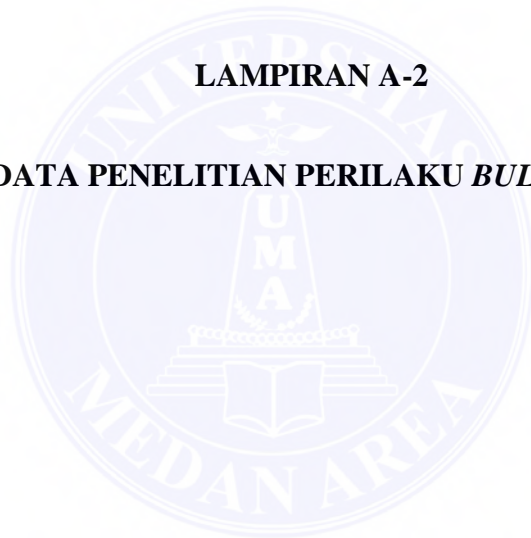 LAMPIRAN A-2
DATA PENELITIAN PERILAKU BUL
UNIVERSITAS
UMA
MEDAN AREA